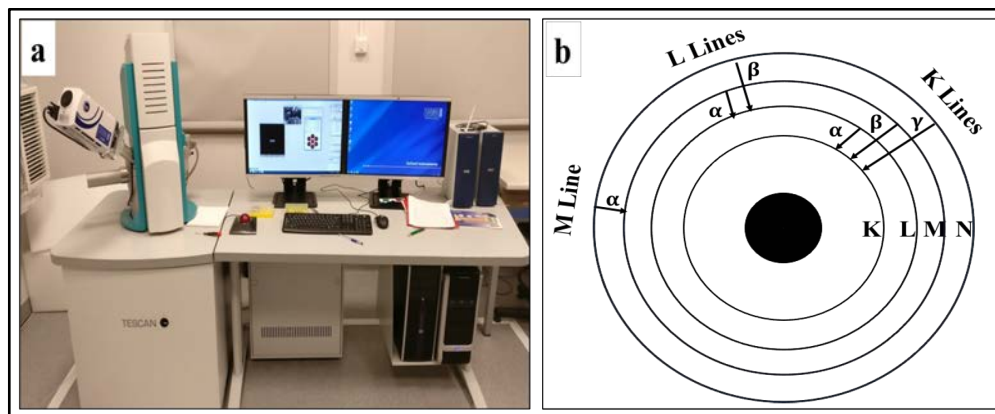 a
TESCAN
b
L Lines
K Lines
M Line
β
α
α
β
γ
α
K L M N